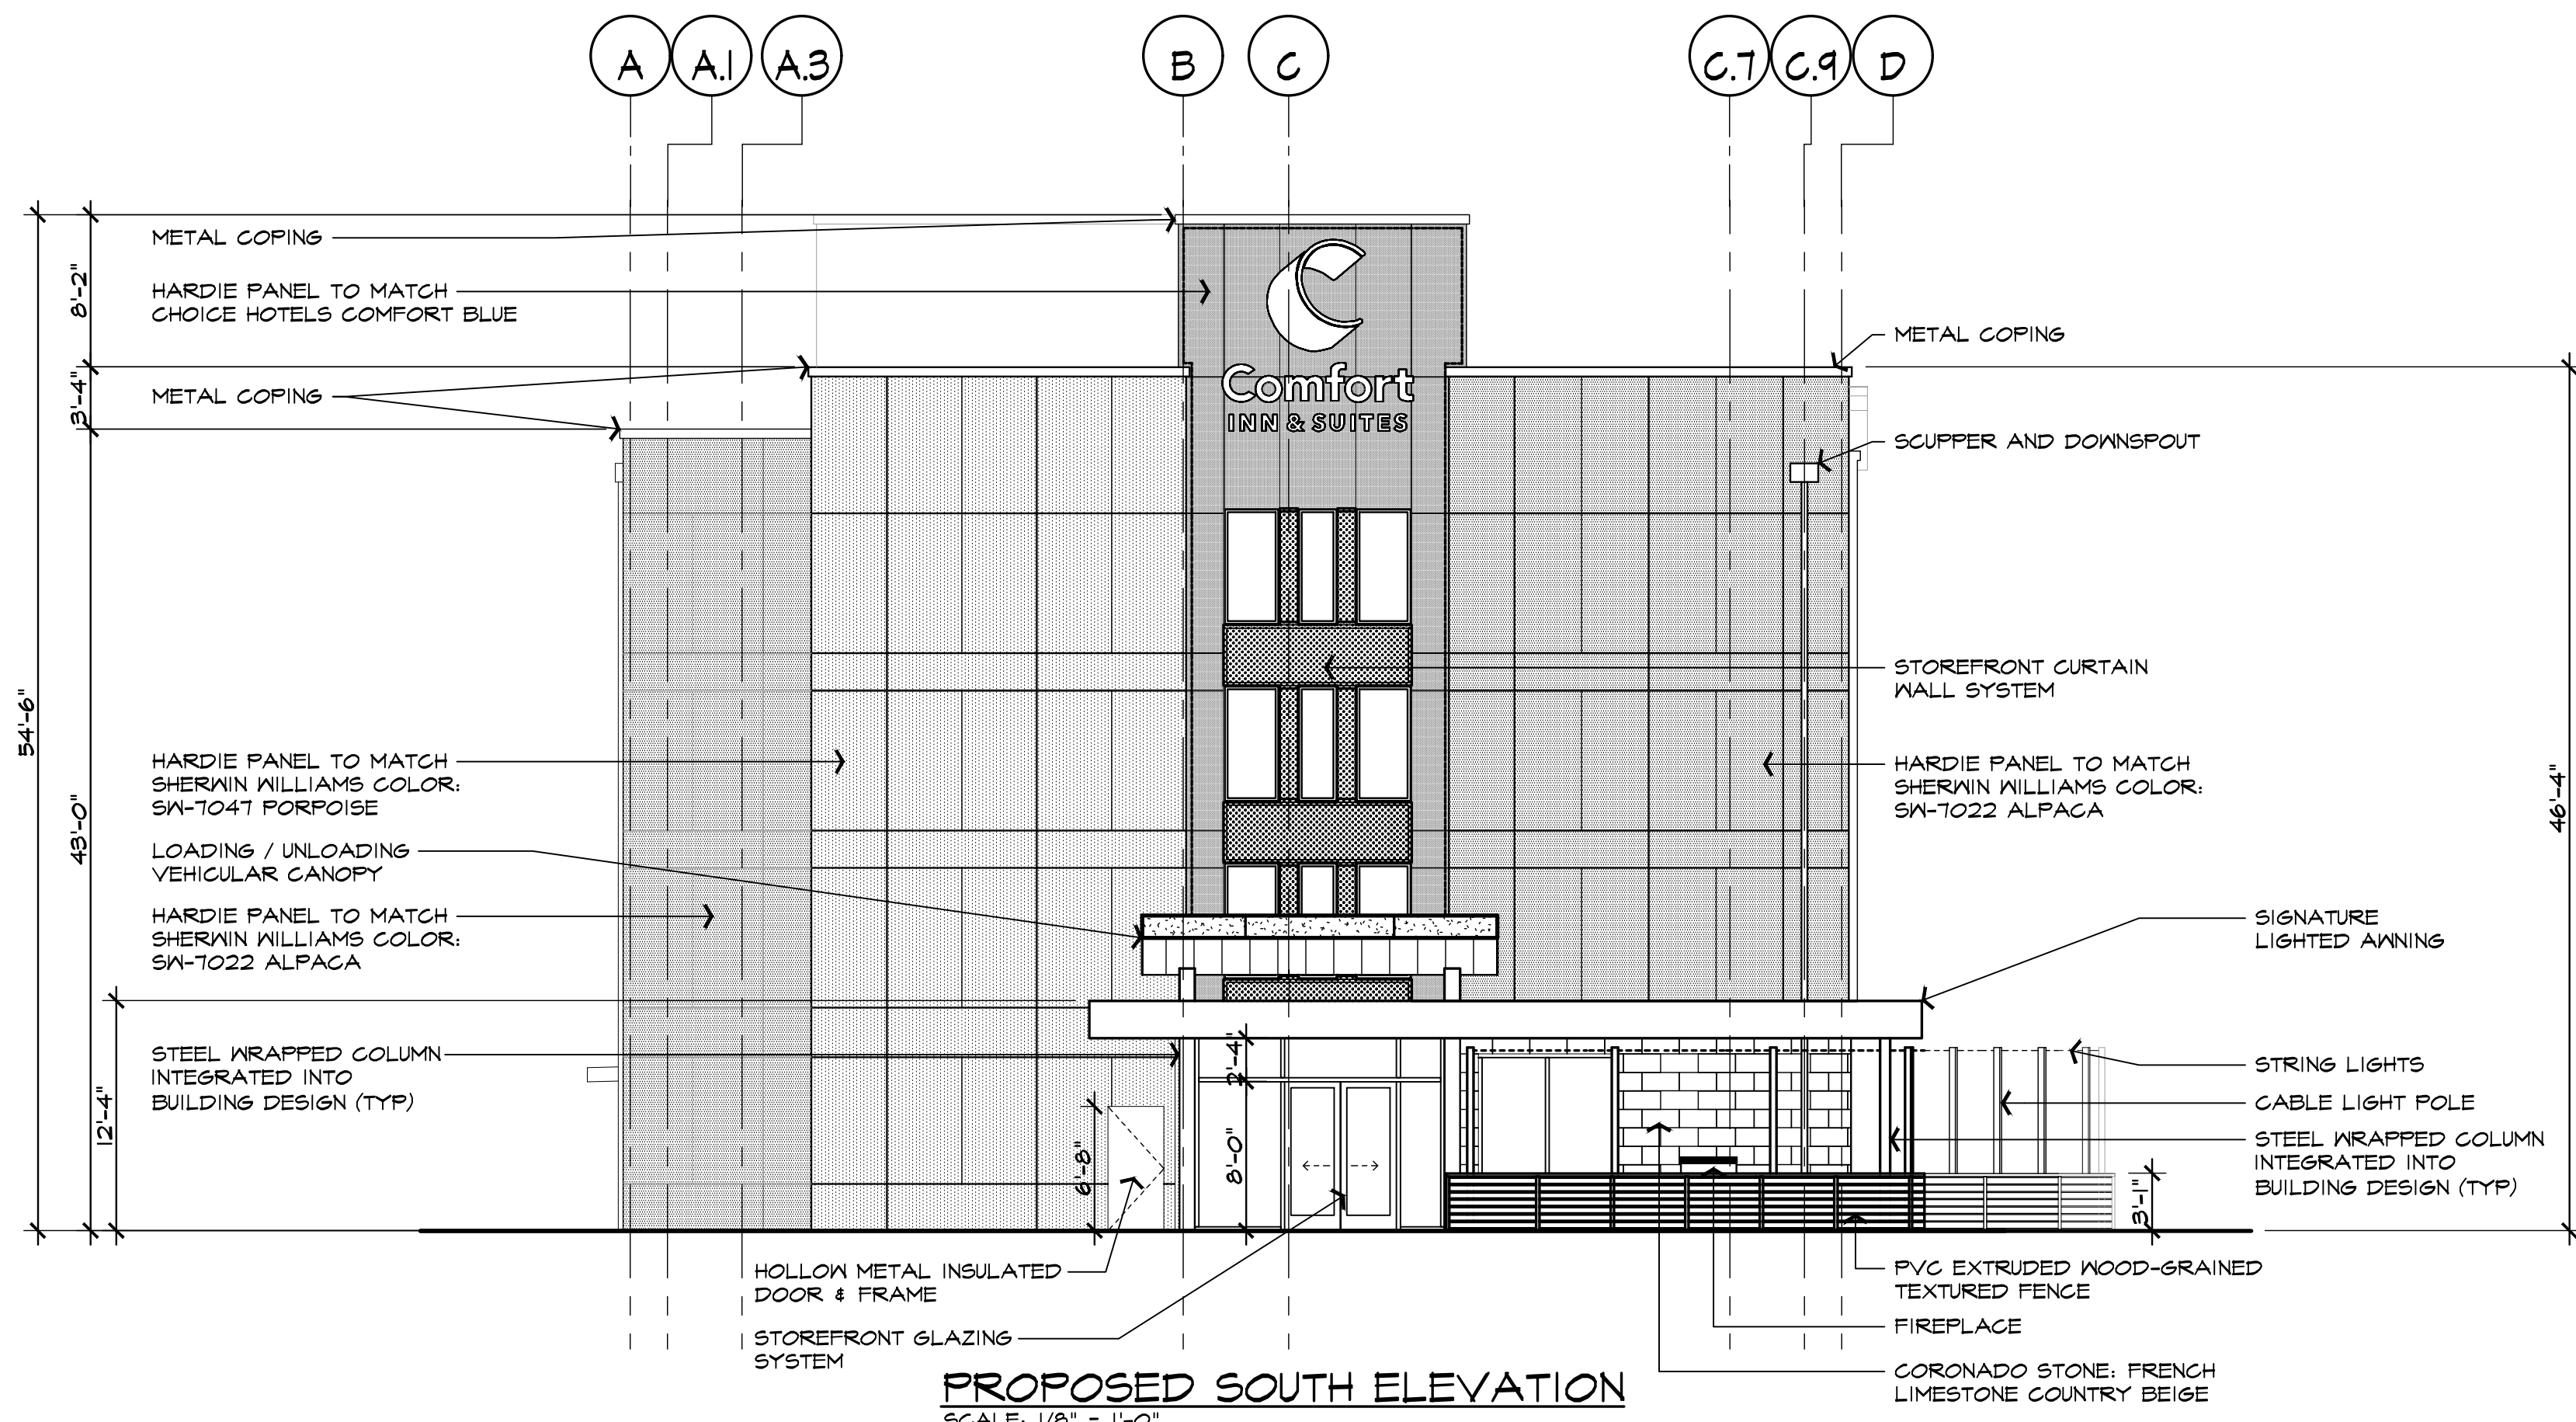 A
A.1
A.3
B
C
C.7
C.9
D
METAL COPING
HARDIE PANEL TO MATCH
CHOICE HOTELS COMFORT BLUE
METAL COPING
HARDIE PANEL TO MATCH
SHERWIN WILLIAMS COLOR:
SW-7047 PORPOISE
LOADING / UNLOADING
VEHICULAR CANOPY
HARDIE PANEL TO MATCH
SHERWIN WILLIAMS COLOR:
SW-7022 ALPACA
STEEL WRAPPED COLUMN
INTEGRATED INTO
BUILDING DESIGN (TYP)
54'-6"
8'-2"
3'-4"
43'-0"
12'-4"
Comfort
INN & SUITES
6'-8"
2'-4"
8'-0"
METAL COPING
SCUPPER AND DOWNSPOUT
STOREFRONT CURTAIN
WALL SYSTEM
HARDIE PANEL TO MATCH
SHERWIN WILLIAMS COLOR:
SW-7022 ALPACA
46'-4"
SIGNATURE
LIGHTED AWNING
STRING LIGHTS
CABLE LIGHT POLE
STEEL WRAPPED COLUMN
INTEGRATED INTO
BUILDING DESIGN (TYP)
3'-1"
HOLLOW METAL INSULATED
DOOR & FRAME
STOREFRONT GLAZING
SYSTEM
PVC EXTRUDED WOOD-GRAINED
TEXTURED FENCE
FIREPLACE
CORONADO STONE: FRENCH
LIMESTONE COUNTRY BEIGE
PROPOSED SOUTH ELEVATION
SCALE: 1/8" = 1'-0"